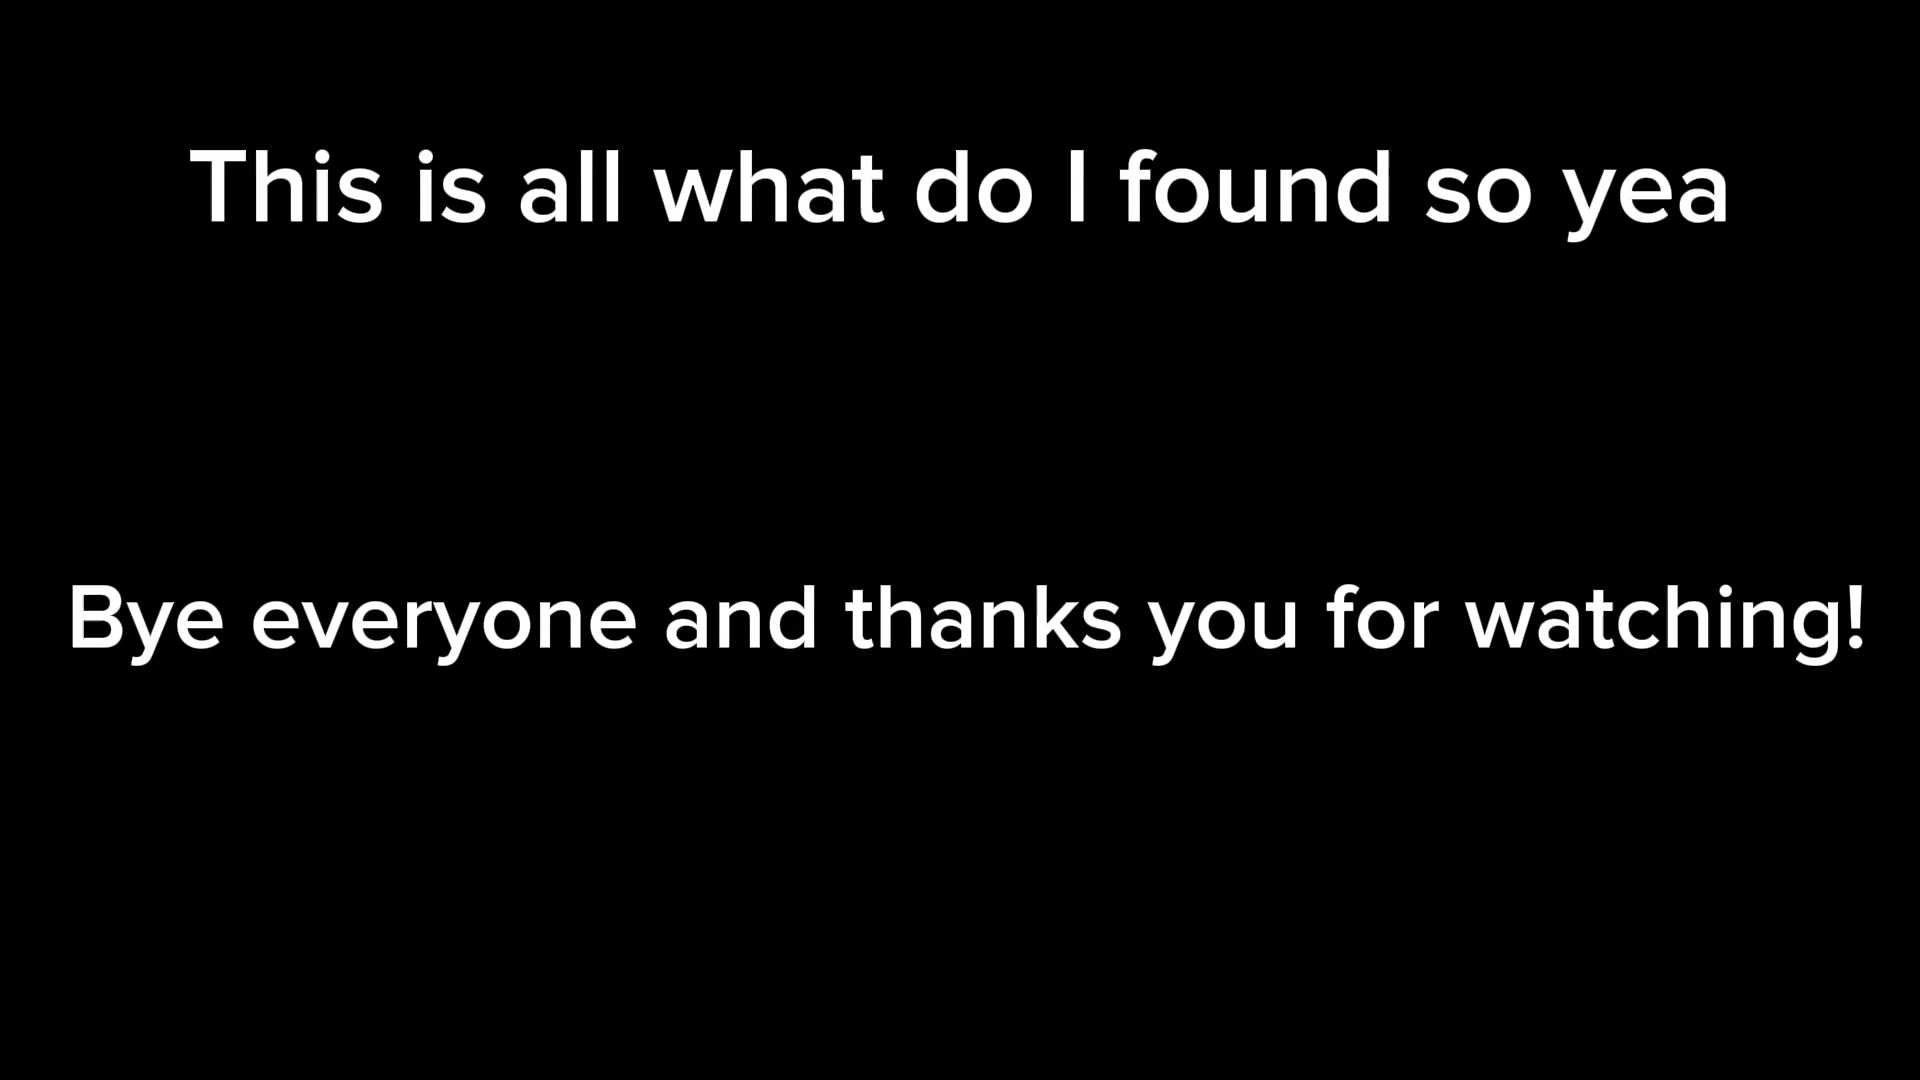 This is all what do I found so yea
Bye everyone and thanks you for watching!